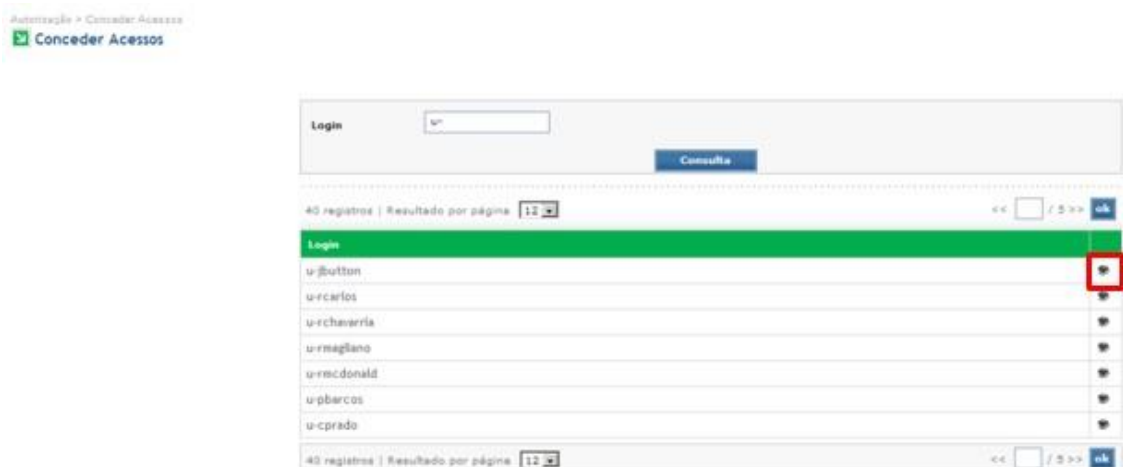 Autorização > Conceder Acessos
Conceder Acessos
Login u-
Consulta
40 registros | Resultado por página 12 << / 5 >> ok
Login
u-jbutton
u-rcarlos
u-rchavarria
u-rmagliano
u-rmcdonald
u-pbarcos
u-cprado
40 registros | Resultado por página 12 << / 5 >> ok